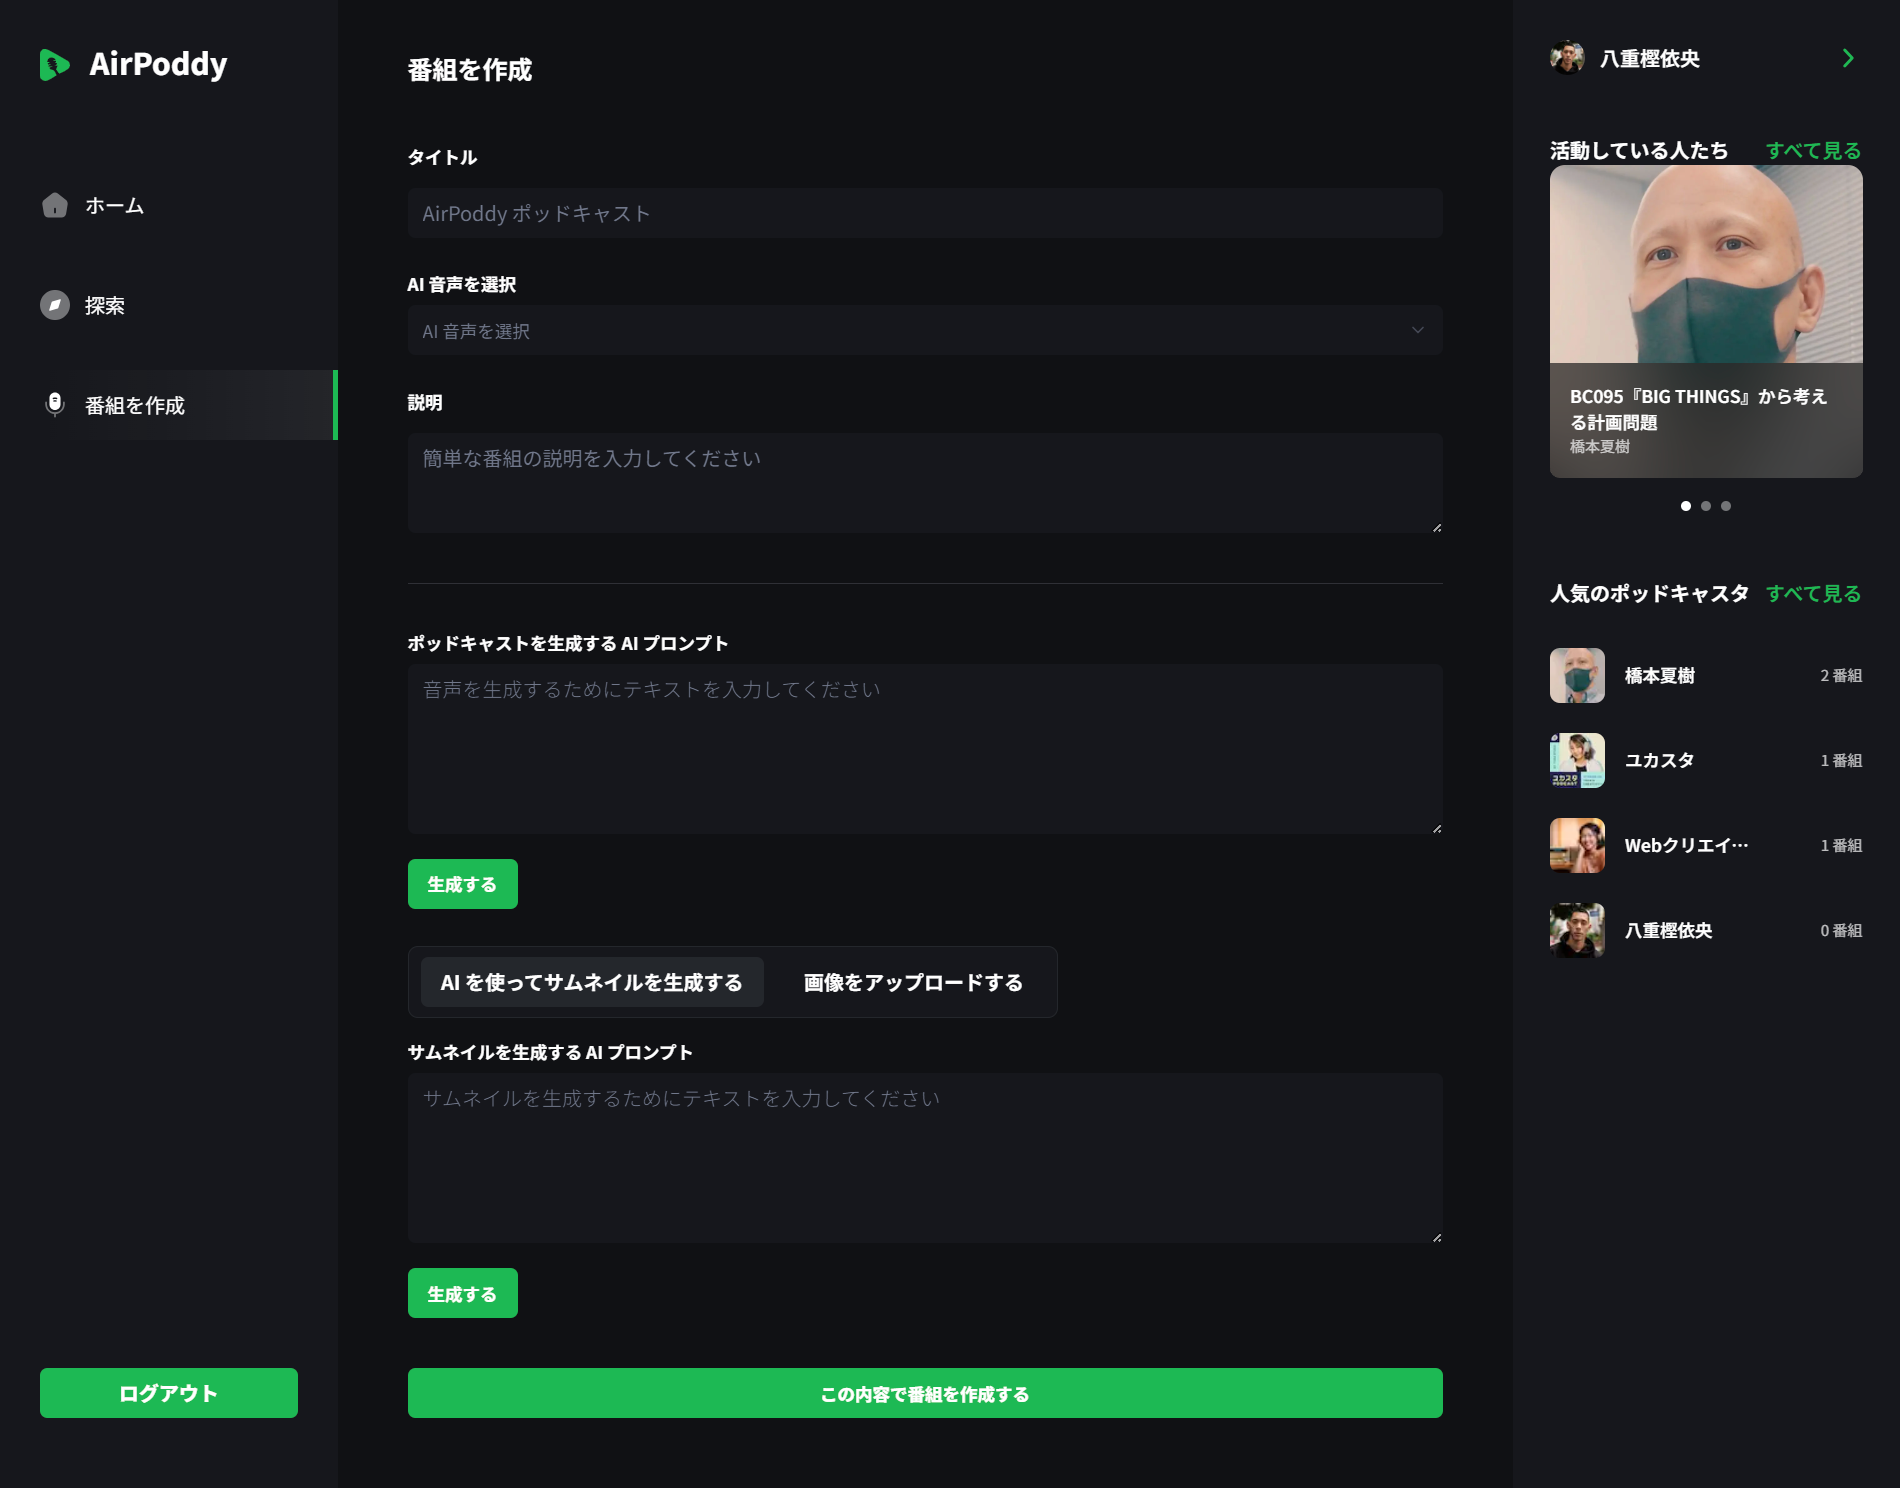 AirPoddy
ホーム
探索
番組を作成
ログアウト
番組を作成
タイトル
AirPoddy ポッドキャスト
AI 音声を選択
AI 音声を選択
説明
簡単な番組の説明を入力してください
ポッドキャストを生成する AI プロンプト
音声を生成するためにテキストを入力してください
生成する
AI を使ってサムネイルを生成する
画像をアップロードする
サムネイルを生成する AI プロンプト
サムネイルを生成するためにテキストを入力してください
生成する
この内容で番組を作成する
八重樫依央
活動している人たち
すべて見る
BC095『BIG THINGS』から考え
る計画問題
橋本夏樹
人気のポッドキャスタ
すべて見る
橋本夏樹
2 番組
ユカスタ
PODCAST
ユカスタ
1 番組
Webクリエイ…
1 番組
八重樫依央
0 番組